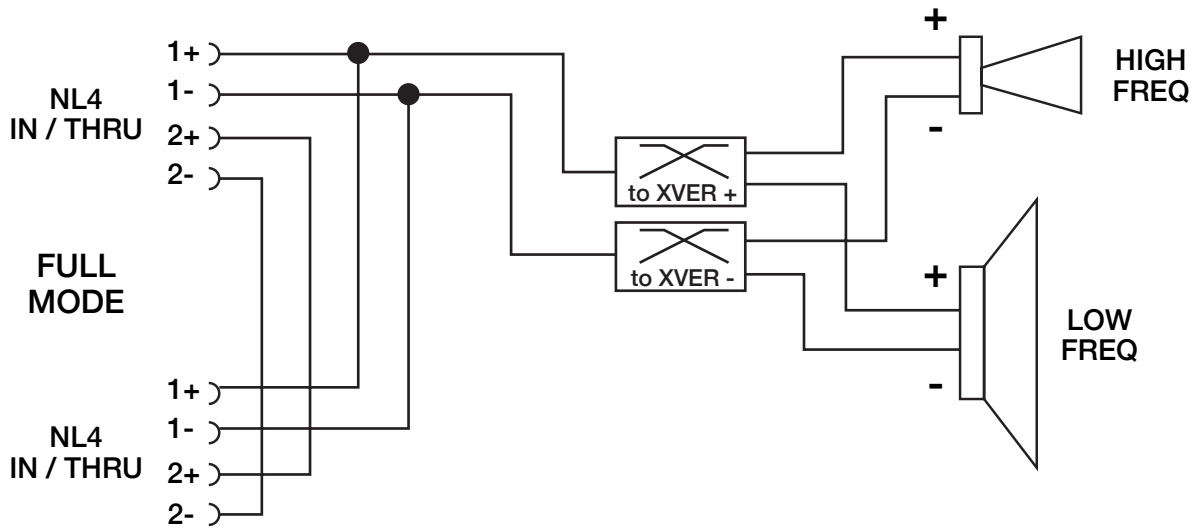 1+
1-
2+
2-
NL4
IN / THRU
FULL
MODE
1+
1-
2+
2-
NL4
IN / THRU
to XVER +
to XVER -
+
-
HIGH
FREQ
+
-
LOW
FREQ